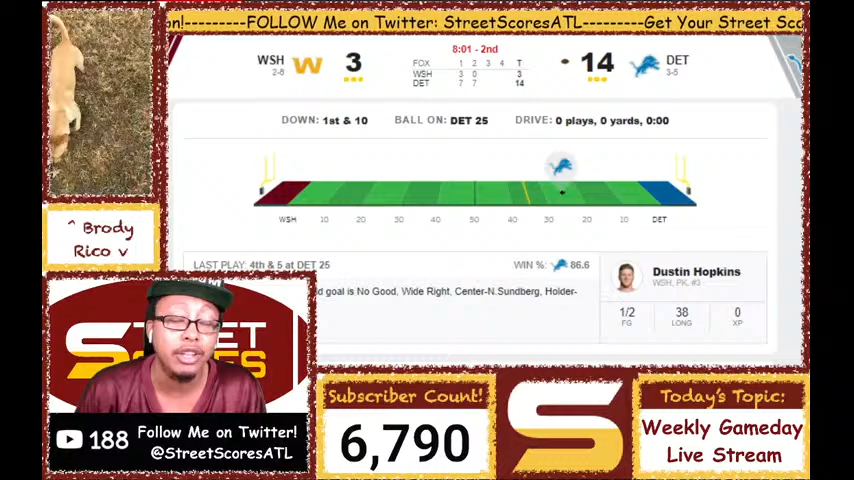 on!---------FOLLOW Me on Twitter: StreetScoresATL---------Get Your Street Sco
WSH
2-6
W
3
8:01 - 2nd
FOX 1 2 3 4 T
WSH 3 0 3
DET 7 7 14
14
DET
3-5
DOWN: 1st & 10 BALL ON: DET 25 DRIVE: 0 plays, 0 yards, 0:00
WSH 10 20 30 40 50 40 30 20 10 DET
^ Brody
Rico v
LAST PLAY: 4th & 5 at DET 25
WIN %: 86.6
d goal is No Good, Wide Right, Center-N.Sundberg, Holder-
Dustin Hopkins
WSH, PK, #3
1/2 38 0
FG LONG XP
STREET
SCORES
188
Follow Me on Twitter!
@StreetScoresATL
Subscriber Count!
6,790
S
Today's Topic:
Weekly Gameday
Live Stream